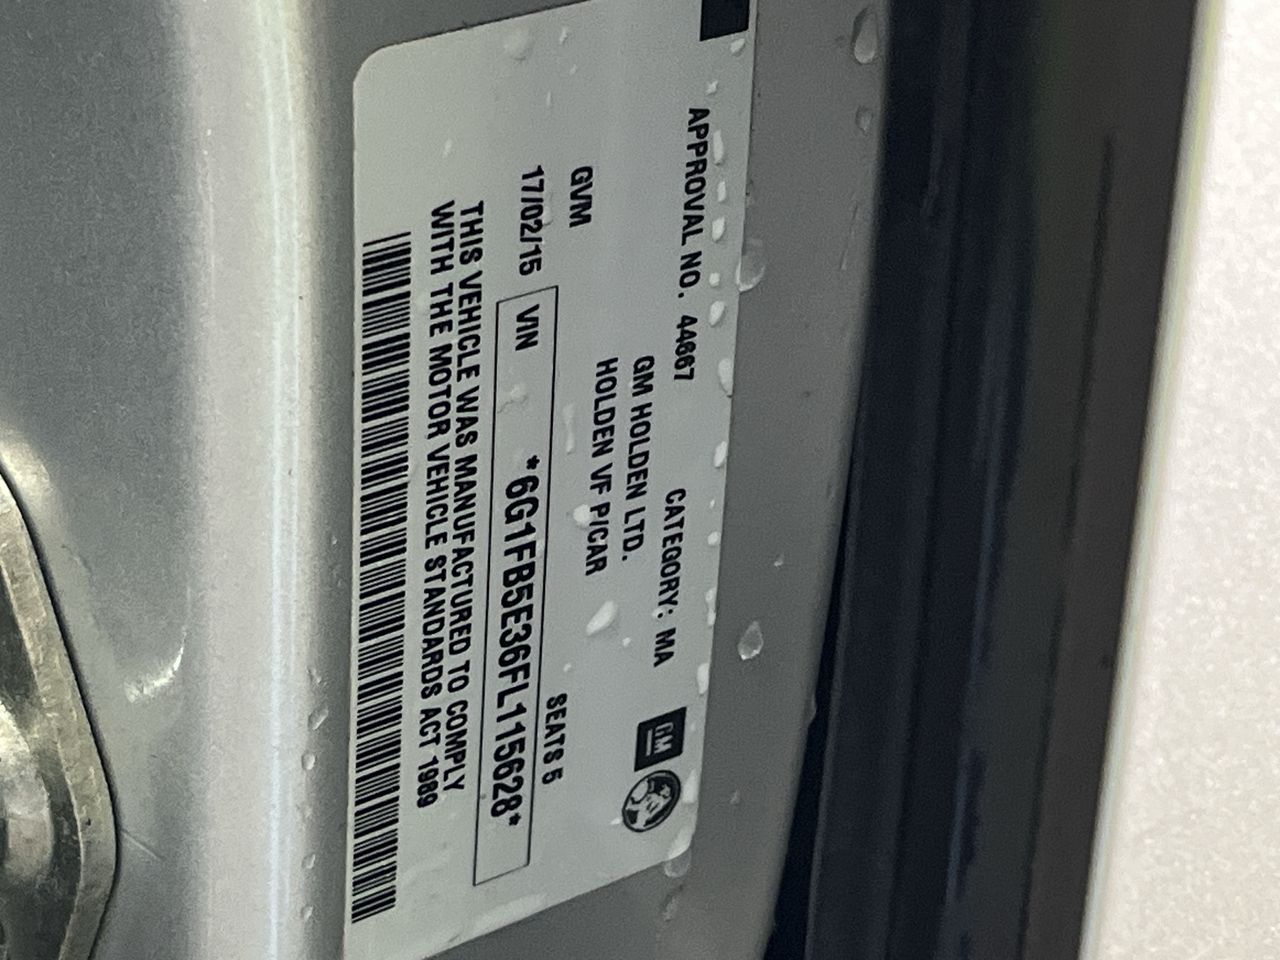 APPROVAL NO. 44667 CATEGORY: MA
GM
GM HOLDEN LTD.
HOLDEN VF P/CAR
GVM
SEATS 5
17/02/15 VIN *6G1FB5E36FL115628*
THIS VEHICLE WAS MANUFACTURED TO COMPLY
WITH THE MOTOR VEHICLE STANDARDS ACT 1989